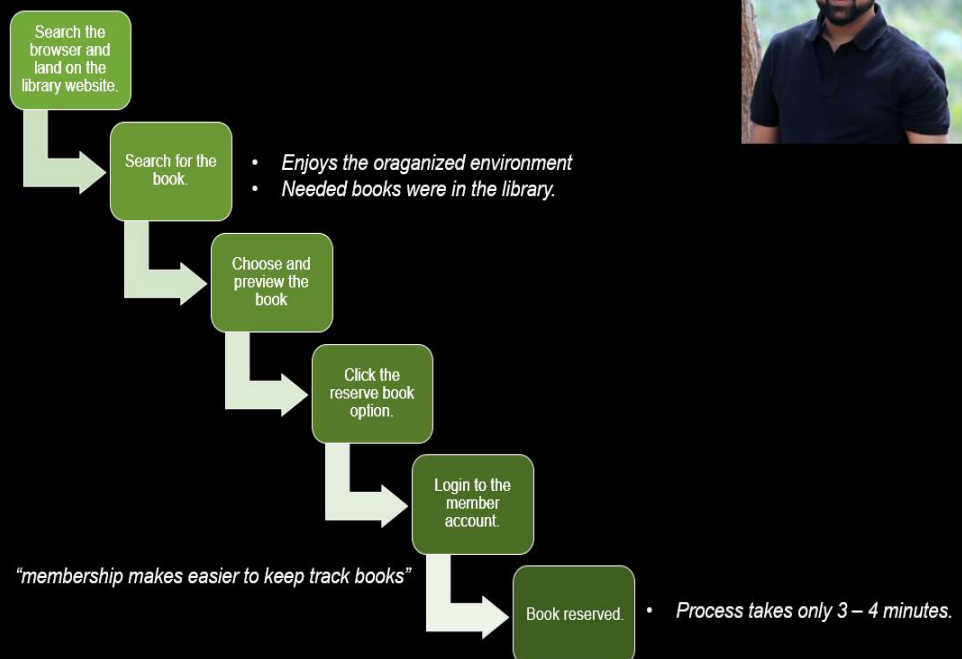 Search the
browser and
land on the
library website.
Search for the
book.
• Enjoys the oraganized environment
• Needed books were in the library.
Choose and
preview the
book
Click the
reserve book
option.
Login to the
member
account.
“membership makes easier to keep track books”
Book reserved.
• Process takes only 3 – 4 minutes.